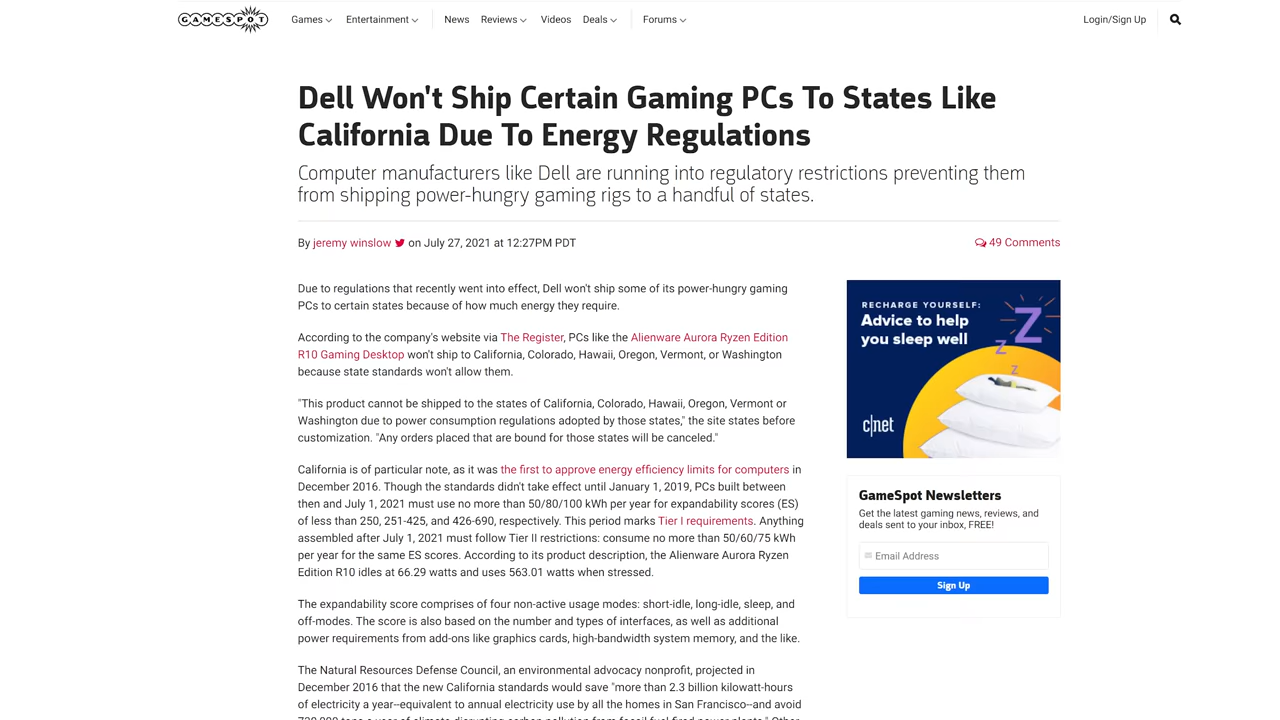 GAMESPOT
Games
Entertainment
News
Reviews
Videos
Deals
Forums
Login/Sign Up
Dell Won't Ship Certain Gaming PCs To States Like
California Due To Energy Regulations
Computer manufacturers like Dell are running into regulatory restrictions preventing them
from shipping power-hungry gaming rigs to a handful of states.
By jeremy winslow on July 27, 2021 at 12:27PM PDT
49 Comments
Due to regulations that recently went into effect, Dell won't ship some of its power-hungry gaming
PCs to certain states because of how much energy they require.
According to the company's website via The Register, PCs like the Alienware Aurora Ryzen Edition
R10 Gaming Desktop won't ship to California, Colorado, Hawaii, Oregon, Vermont, or Washington
because state standards won't allow them.
"This product cannot be shipped to the states of California, Colorado, Hawaii, Oregon, Vermont or
Washington due to power consumption regulations adopted by those states," the site states before
customization. "Any orders placed that are bound for those states will be canceled."
California is of particular note, as it was the first to approve energy efficiency limits for computers in
December 2016. Though the standards didn't take effect until January 1, 2019, PCs built between
then and July 1, 2021 must use no more than 50/80/100 kWh per year for expandability scores (ES)
of less than 250, 251-425, and 426-690, respectively. This period marks Tier I requirements. Anything
assembled after July 1, 2021 must follow Tier II restrictions: consume no more than 50/60/75 kWh
per year for the same ES scores. According to its product description, the Alienware Aurora Ryzen
Edition R10 idles at 66.29 watts and uses 563.01 watts when stressed.
The expandability score comprises of four non-active usage modes: short-idle, long-idle, sleep, and
off-modes. The score is also based on the number and types of interfaces, as well as additional
power requirements from add-ons like graphics cards, high-bandwidth system memory, and the like.
The Natural Resources Defense Council, an environmental advocacy nonprofit, projected in
December 2016 that the new California standards would save "more than 2.3 billion kilowatt-hours
of electricity a year--equivalent to annual electricity use by all the homes in San Francisco--and avoid
RECHARGE YOURSELF:
Advice to help
you sleep well
Z
Z
Z
c|net
GameSpot Newsletters
Get the latest gaming news, reviews, and
deals sent to your inbox, FREE!
Email Address
Sign Up